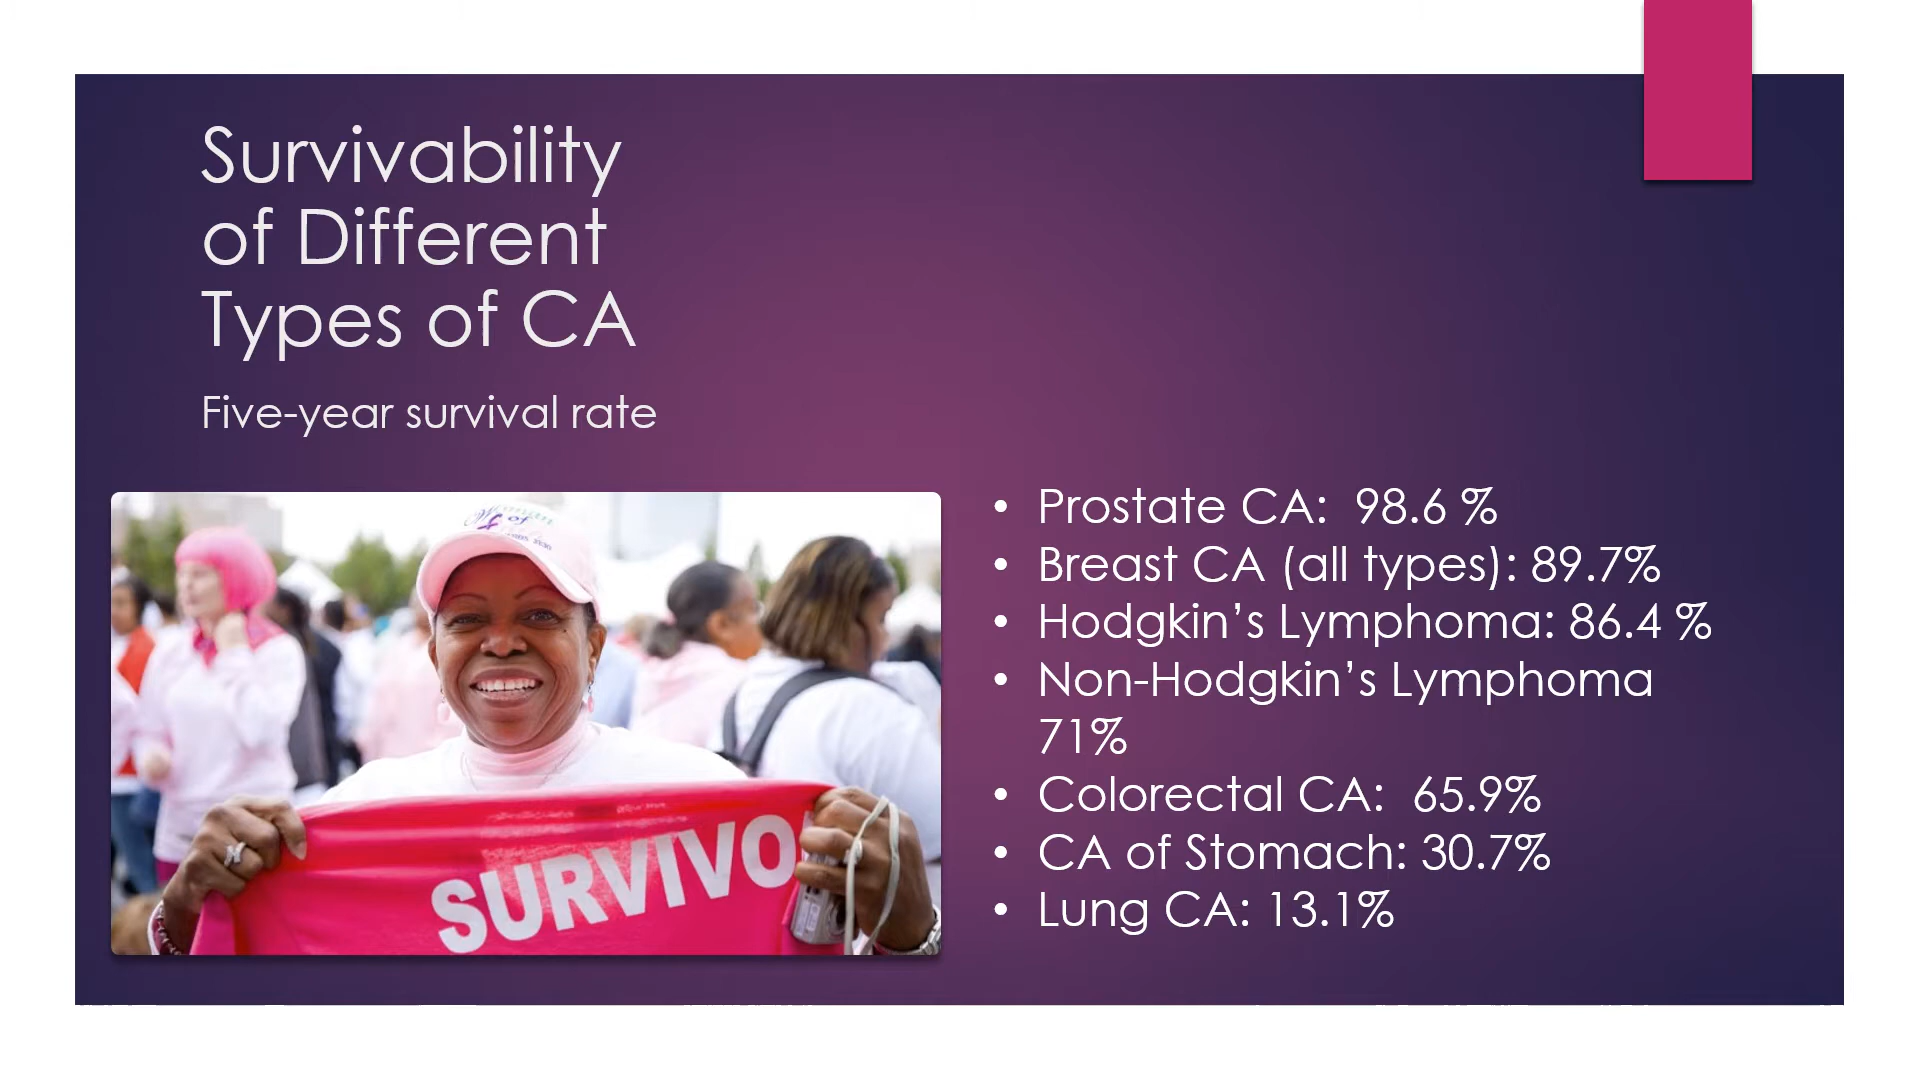 Survivability
of Different
Types of CA
Five-year survival rate
• Prostate CA:  98.6 %
• Breast CA (all types): 89.7%
• Hodgkin’s Lymphoma: 86.4 %
• Non-Hodgkin’s Lymphoma
71%
• Colorectal CA:  65.9%
• CA of Stomach: 30.7%
• Lung CA: 13.1%
Woman
of
SURVIVO